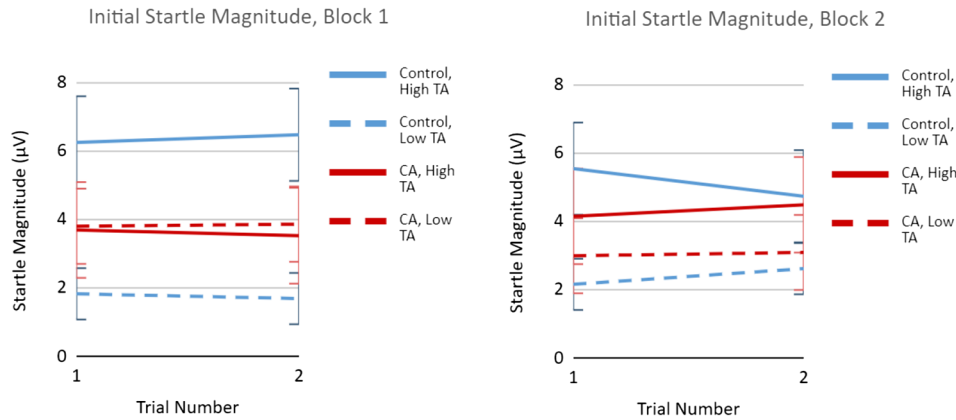 Initial Startle Magnitude, Block 1
Startle Magnitude (μV)
8
6
4
2
0
1
2
Trial Number
Control,
High TA
Control,
Low TA
CA, High
TA
CA, Low
TA
Initial Startle Magnitude, Block 2
Startle Magnitude (μV)
8
6
4
2
0
1
2
Trial Number
Control,
High TA
Control,
Low TA
CA, High
TA
CA, Low
TA